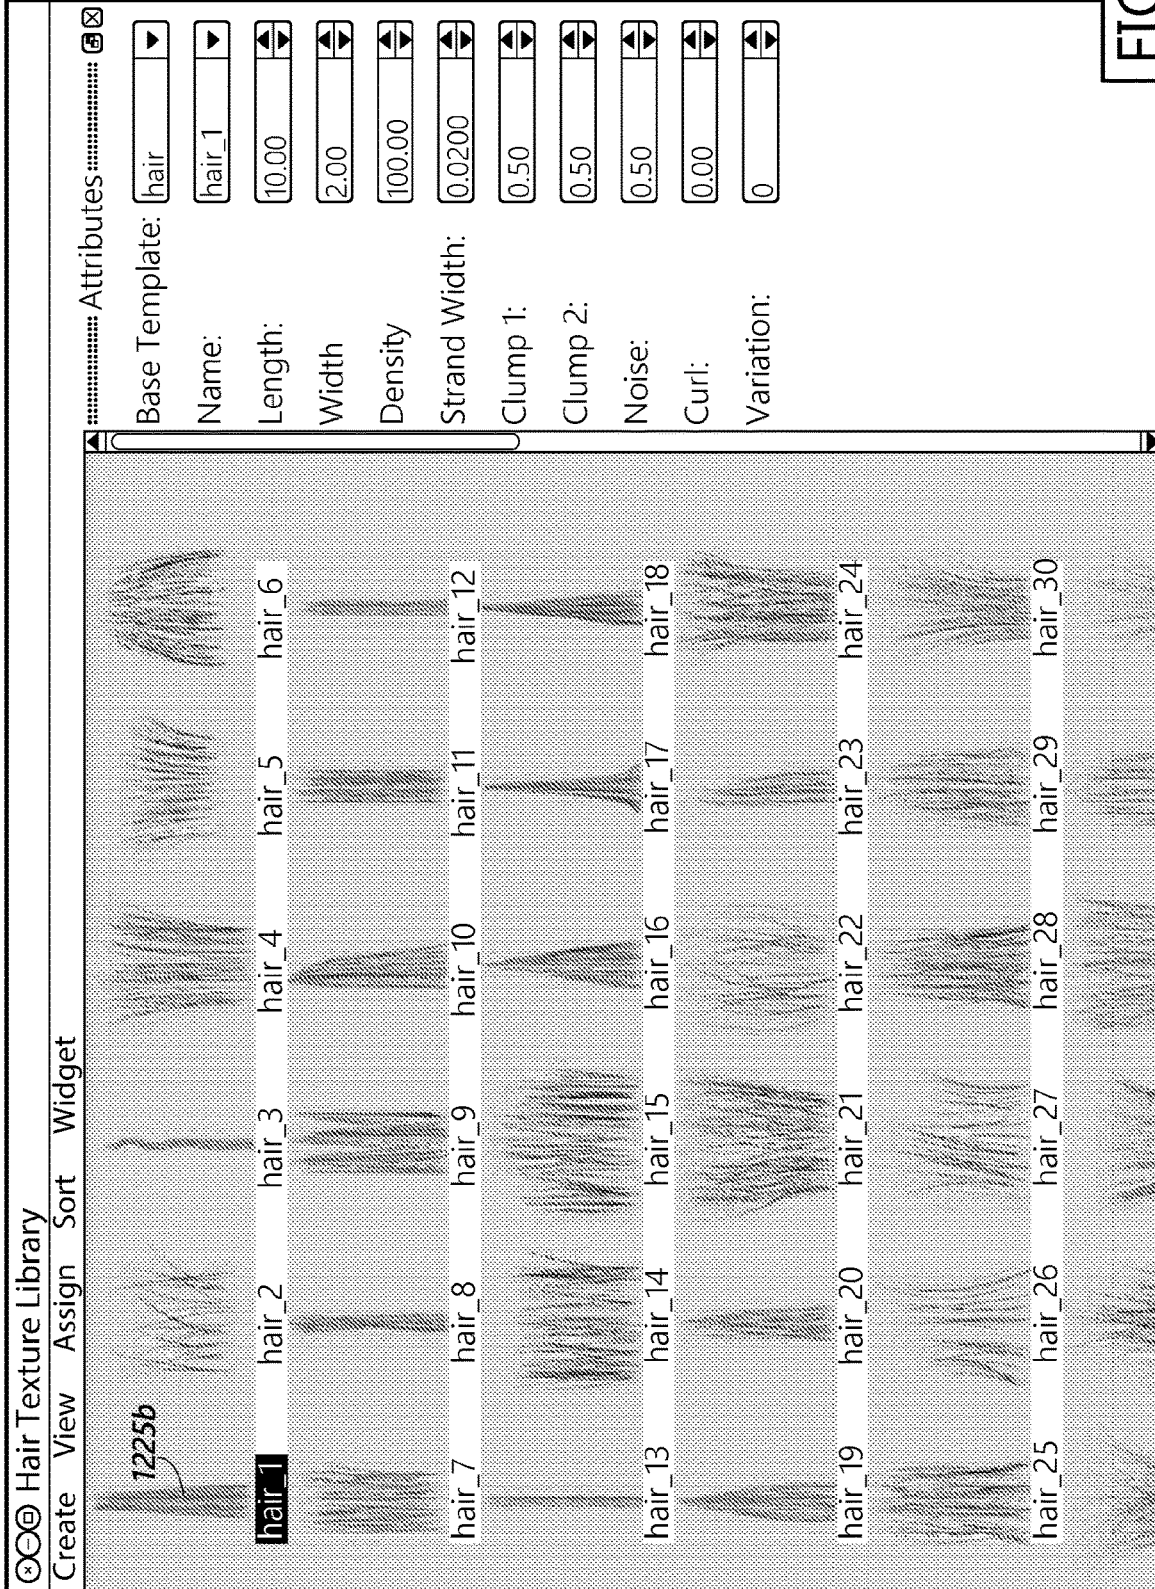 Hair Texture Library
Create View Assign Sort Widget
1225b
hair_1 hair_2 hair_3 hair_4 hair_5 hair_6
hair_7 hair_8 hair_9 hair_10 hair_11 hair_12
hair_13 hair_14 hair_15 hair_16 hair_17 hair_18
hair_19 hair_20 hair_21 hair_22 hair_23 hair_24
hair_25 hair_26 hair_27 hair_28 hair_29 hair_30
Attributes
Base Template: hair
Name: hair_1
Length: 10.00
Width 2.00
Density 100.00
Strand Width: 0.0200
Clump 1: 0.50
Clump 2: 0.50
Noise: 0.50
Curl: 0.00
Variation: 0